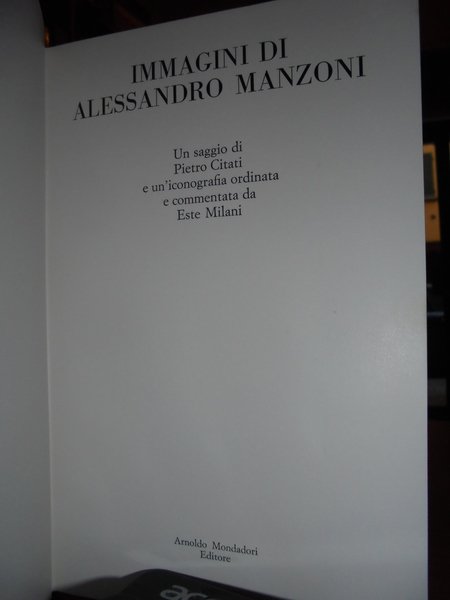 IMMAGINI DI
ALESSANDRO MANZONI
Un saggio di
Pietro Citati
e un'iconografia ordinata
e commentata da
Este Milani
Arnoldo Mondadori
Editore